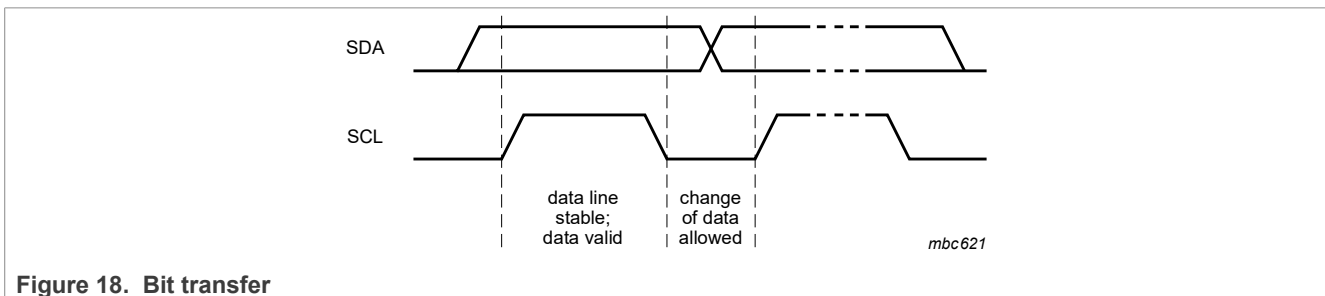 SDA
SCL
data line
stable;
data valid
change
of data
allowed
mbc621
Figure 18. Bit transfer